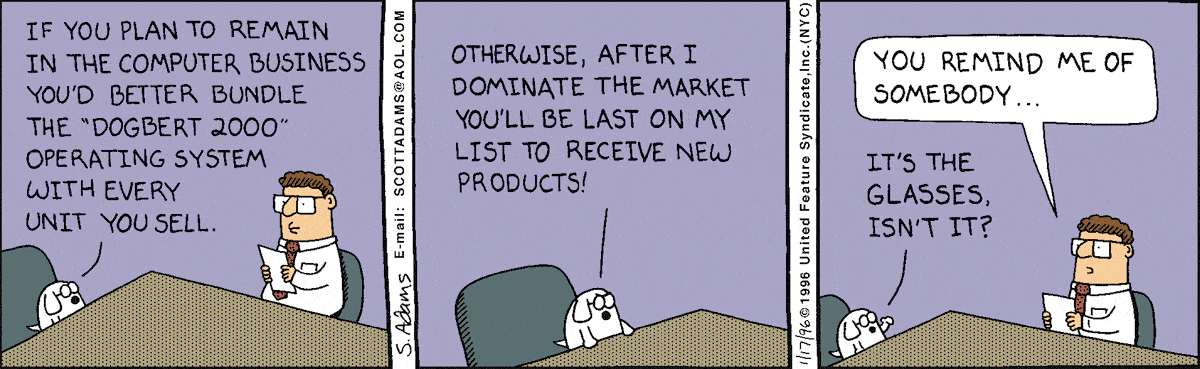 IF YOU PLAN TO REMAIN
IN THE COMPUTER BUSINESS
YOU'D BETTER BUNDLE
THE "DOGBERT 2000"
OPERATING SYSTEM
WITH EVERY
UNIT YOU SELL.
S. Adams
E-mail: SCOTTADAMS@AOL.COM
OTHERWISE, AFTER I
DOMINATE THE MARKET
YOU'LL BE LAST ON MY
LIST TO RECEIVE NEW
PRODUCTS!
1/17/96 © 1996 United Feature Syndicate, Inc.(NYC)
YOU REMIND ME OF
SOMEBODY...
IT'S THE
GLASSES,
ISN'T IT?